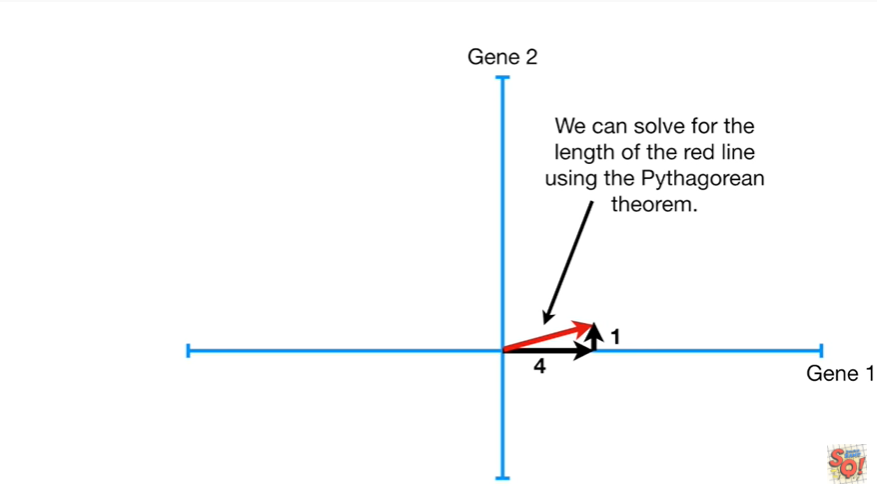 Gene 2
We can solve for the
length of the red line
using the Pythagorean
theorem.
1
4
Gene 1
SQ!